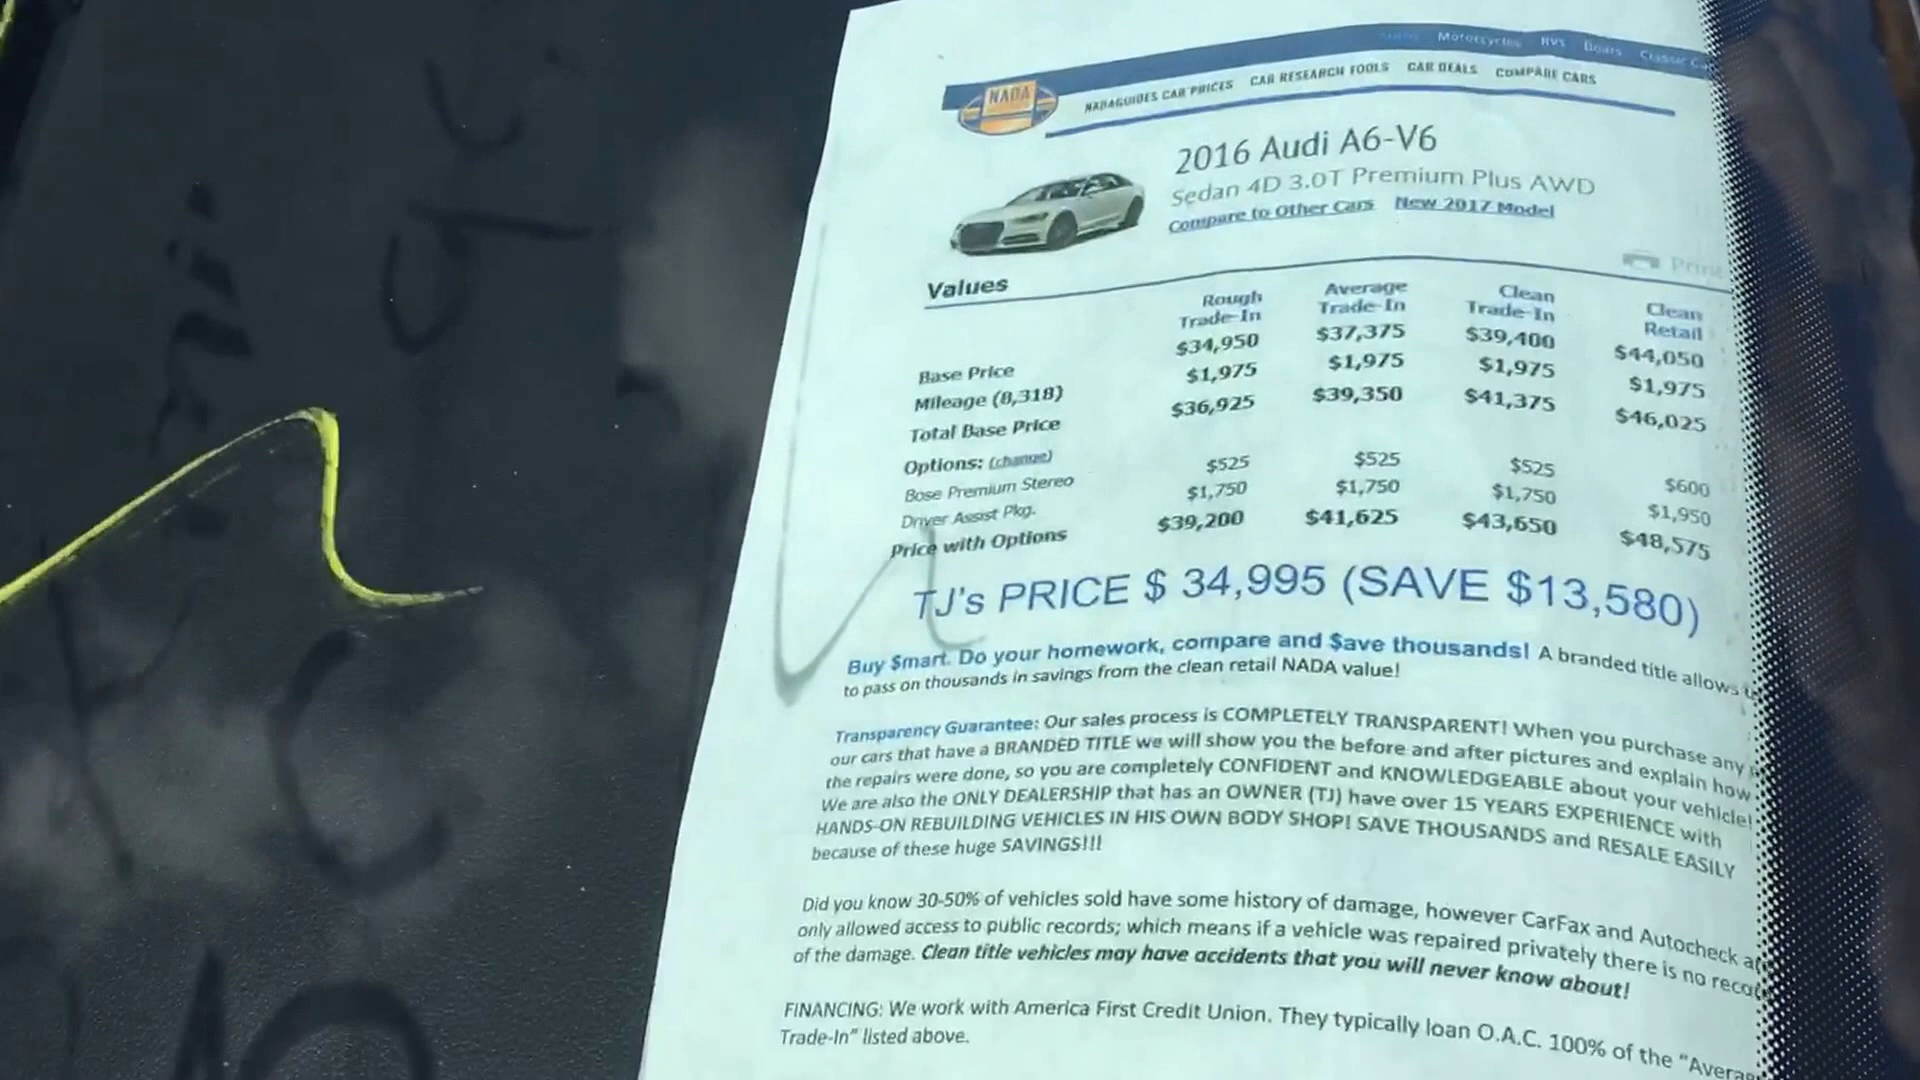 Motorcycles RVs Boats Classic
NADA
NADAGUIDES CAR PRICES CAR RESEARCH TOOLS CAR DEALS COMPARE CARS
2016 Audi A6-V6
Sedan 4D 3.0T Premium Plus AWD
Compare to Other Cars New 2017 Model
Print
Values
Rough Trade-In Average Trade-In Clean Trade-In Clean Retail
Base Price $34,950 $37,375 $39,400 $44,050
Mileage (8,318) $1,975 $1,975 $1,975 $1,975
Total Base Price $36,925 $39,350 $41,375 $46,025
Options: (change)
Bose Premium Stereo $525 $525 $525 $600
Driver Assist Pkg. $1,750 $1,750 $1,750 $1,950
Price with Options $39,200 $41,625 $43,650 $48,575
TJ's PRICE $ 34,995 (SAVE $13,580)
Buy $mart. Do your homework, compare and $ave thousands! A branded title allows
to pass on thousands in savings from the clean retail NADA value!
Transparency Guarantee: Our sales process is COMPLETELY TRANSPARENT! When you purchase any
our cars that have a BRANDED TITLE we will show you the before and after pictures and explain how
the repairs were done, so you are completely CONFIDENT and KNOWLEDGEABLE about your vehicle!
We are also the ONLY DEALERSHIP that has an OWNER (TJ) have over 15 YEARS EXPERIENCE with
HANDS-ON REBUILDING VEHICLES IN HIS OWN BODY SHOP! SAVE THOUSANDS and RESALE EASILY
because of these huge SAVINGS!!!
Did you know 30-50% of vehicles sold have some history of damage, however CarFax and Autocheck
only allowed access to public records; which means if a vehicle was repaired privately there is no
of the damage. Clean title vehicles may have accidents that you will never know about!
FINANCING: We work with America First Credit Union. They typically loan O.A.C. 100% of the
Trade-In" listed above.